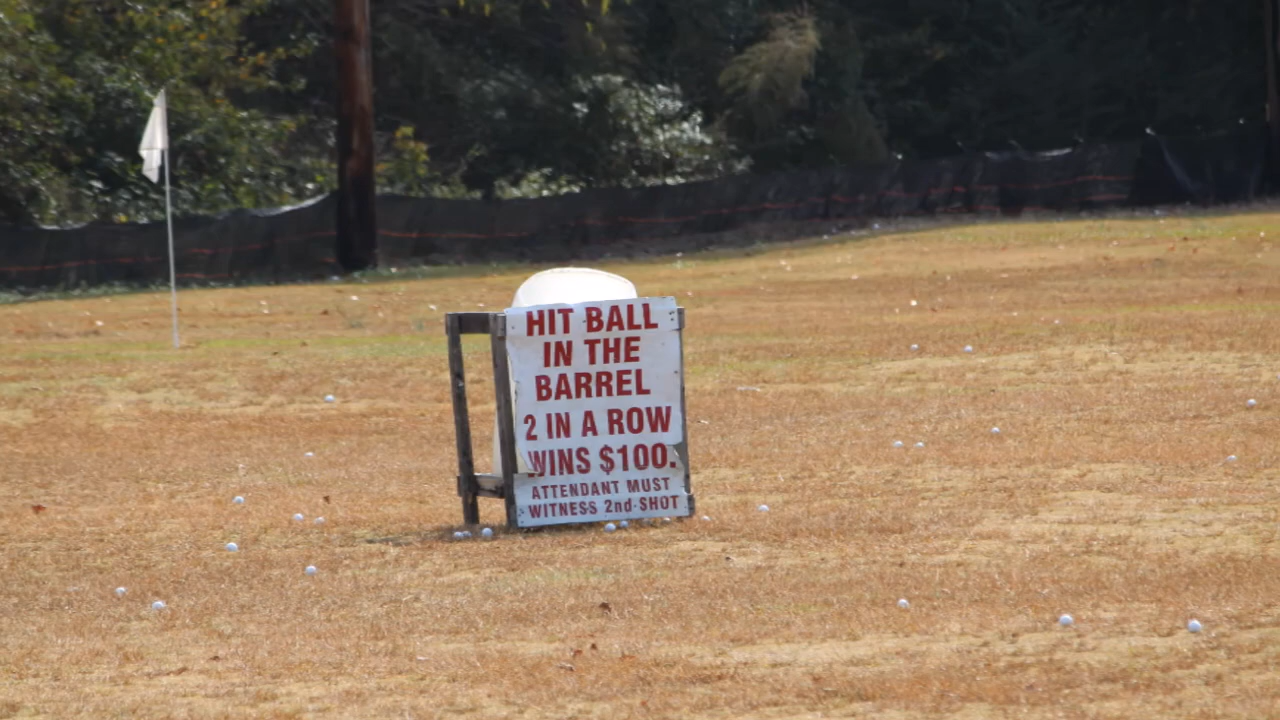 HIT BALL
IN THE
BARREL
2 IN A ROW
WINS $100.
ATTENDANT MUST
WITNESS 2nd SHOT